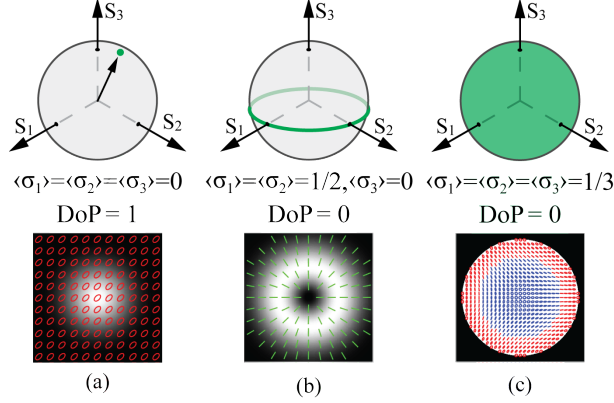 S₃ S₃ S₃
S₁ S₂ S₁ S₂ S₁ S₂
‹σ₁›=‹σ₂›=‹σ₃›=0 ‹σ₁›=‹σ₂›=1/2,‹σ₃›=0 ‹σ₁›=‹σ₂›=‹σ₃›=1/3
DoP = 1 DoP = 0 DoP = 0
(a) (b) (c)